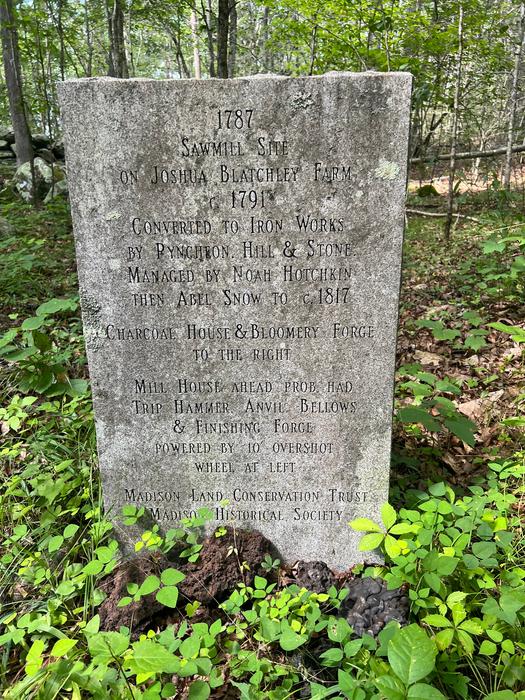 1787
Sawmill Site
on Joshua Blatchley Farm
c. 1791
Converted to Iron Works
by Pynchron, Hill & Stone.
Managed by Noah Hotchkin
then Abel Snow to c. 1817
Charcoal House & Bloomery Forge
to the right
Mill House ahead prob. had
Trip Hammer, Anvil, Bellows
& Finishing Forge
powered by 10' overshot
wheel at left
Madison Land Conservation Trust
Madison Historical Society